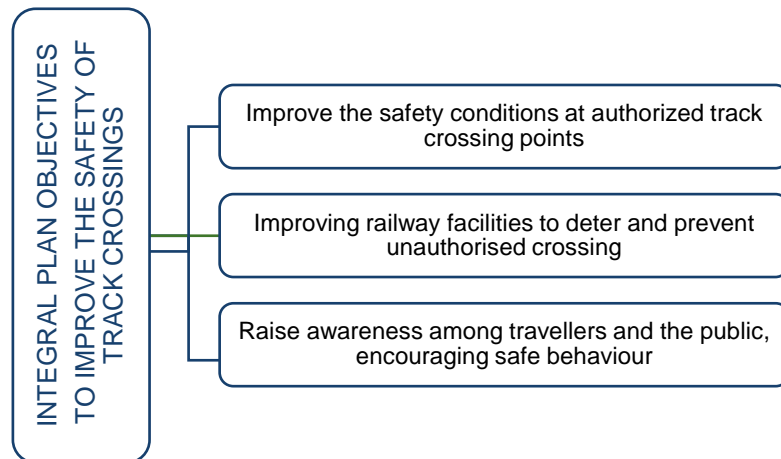 INTEGRAL PLAN OBJECTIVES
TO IMPROVE THE SAFETY OF
TRACK CROSSINGS
Improve the safety conditions at authorized track
crossing points
Improving railway facilities to deter and prevent
unauthorised crossing
Raise awareness among travellers and the public,
encouraging safe behaviour